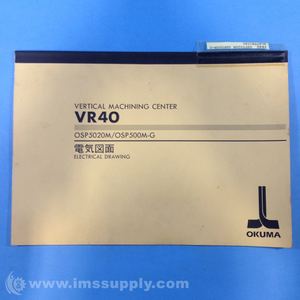 VERTICAL MACHINING CENTER
VR40
OSP5020M/OSP500M-G
電気図面
ELECTRICAL DRAWING
OKUMA
© www.imssupply.com